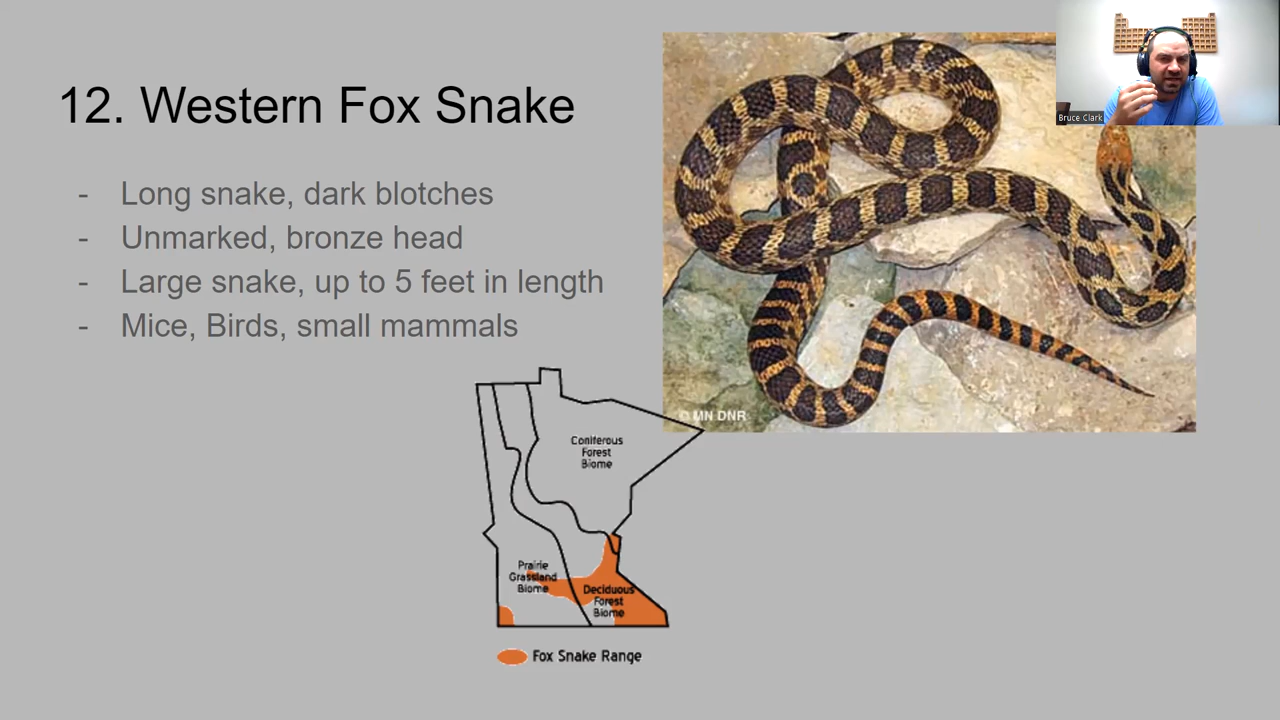 12. Western Fox Snake
- Long snake, dark blotches
- Unmarked, bronze head
- Large snake, up to 5 feet in length
- Mice, Birds, small mammals
Bruce Clark
© MN DNR
Coniferous
Forest
Biome
Prairie
Grassland
Biome
Deciduous
Forest
Biome
Fox Snake Range